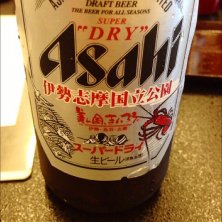 DRAFT BEER
THE BEER FOR ALL SEASONS
SUPER
"DRY"
Asahi
伊勢志摩国立公園
スーパードライ
生ビール